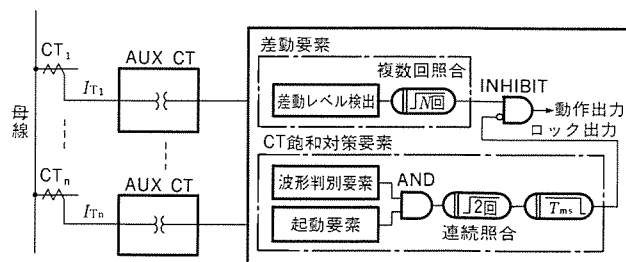 差動要素
CT₁
AUX CT
複数回照合
INHIBIT
I_T1
差動レベル検出
N回
動作出力
ロック出力
母線
CT飽和対策要素
CTn
AUX CT
波形判別要素
AND
I_Tn
起動要素
2回
Tms
連続照合